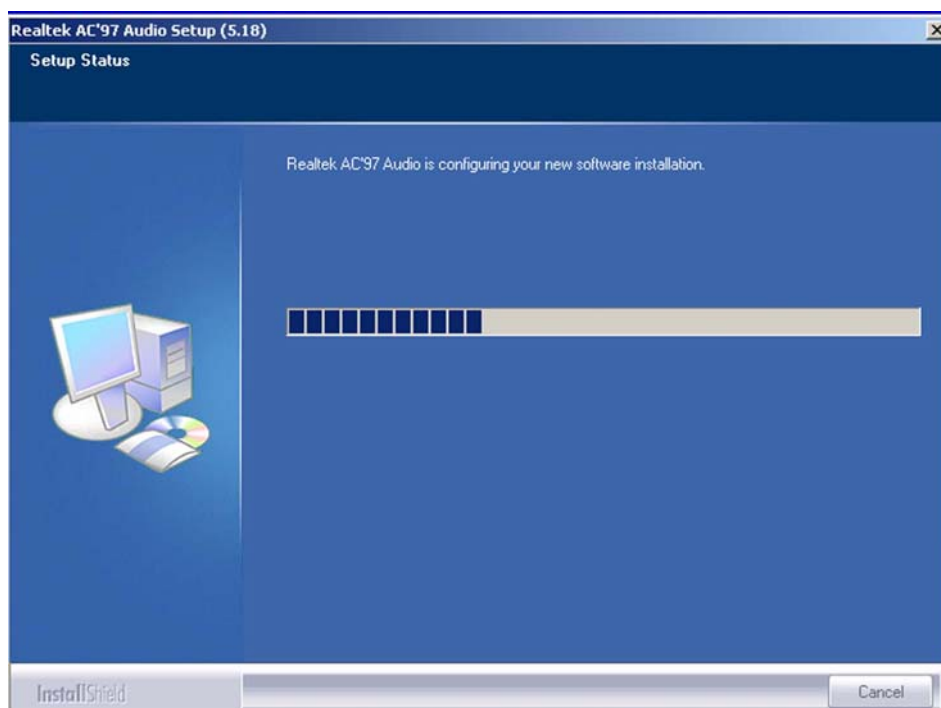 Realtek AC'97 Audio Setup (5.18)
Setup Status
Realtek AC'97 Audio is configuring your new software installation.
InstallShield
Cancel